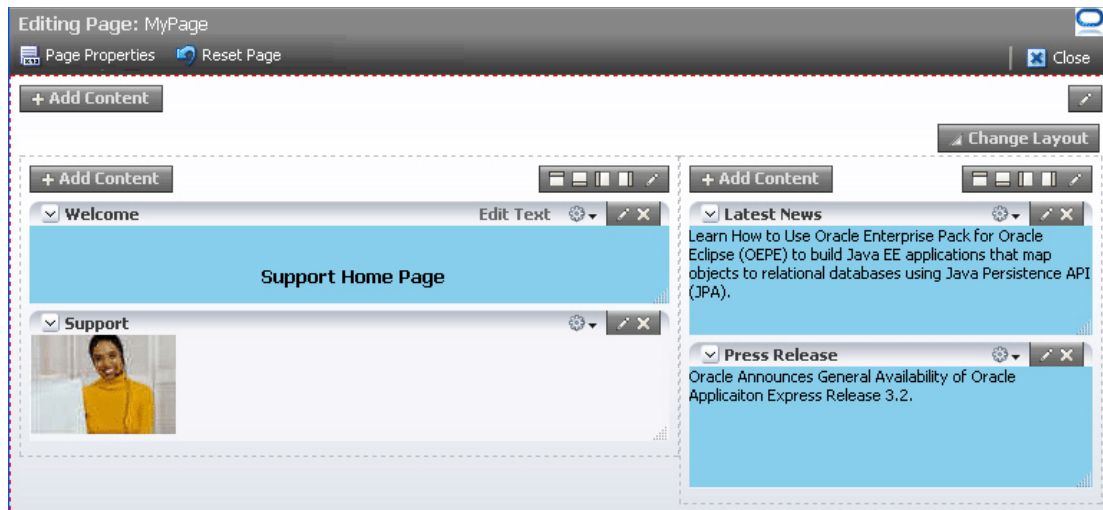 Editing Page: MyPage
Page Properties Reset Page Close
+ Add Content
Change Layout
+ Add Content
Welcome Edit Text
Support Home Page
Support
+ Add Content
Latest News
Learn How to Use Oracle Enterprise Pack for Oracle
Eclipse (OEPE) to build Java EE applications that map
objects to relational databases using Java Persistence API
(JPA).
Press Release
Oracle Announces General Availability of Oracle
Applicaiton Express Release 3.2.